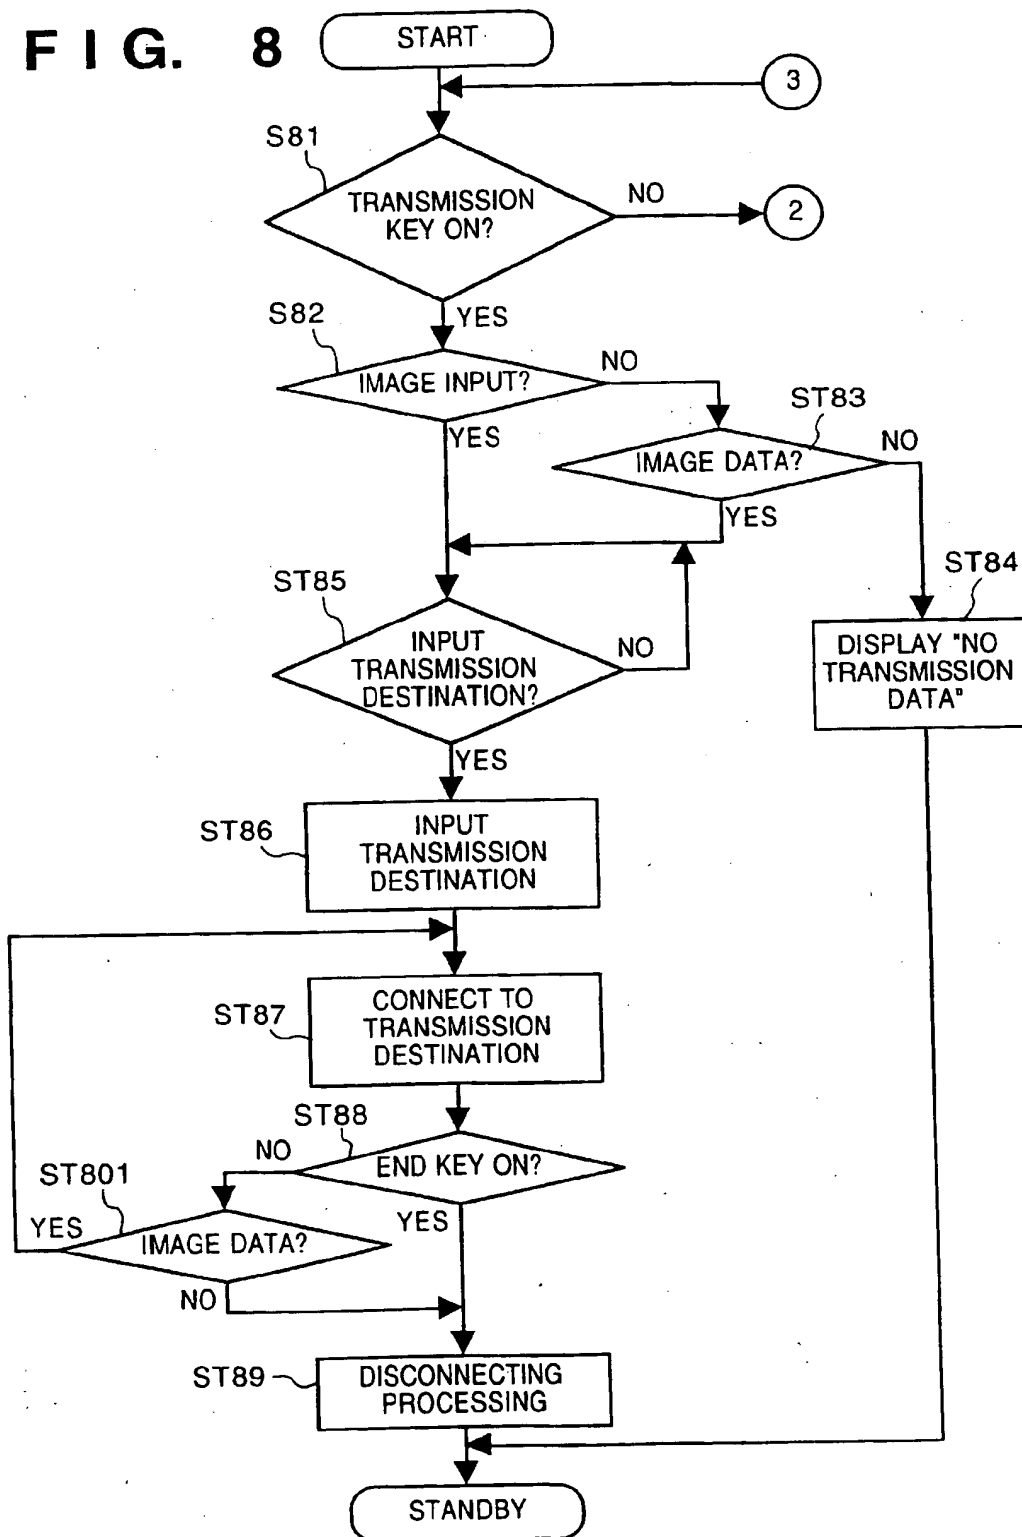 FIG. 8
START
3
S81
TRANSMISSION
KEY ON?
NO
2
YES
S82
IMAGE INPUT?
NO
YES
ST83
IMAGE DATA?
NO
YES
ST84
DISPLAY "NO
TRANSMISSION
DATA"
ST85
INPUT
TRANSMISSION
DESTINATION?
NO
YES
ST86
INPUT
TRANSMISSION
DESTINATION
ST87
CONNECT TO
TRANSMISSION
DESTINATION
ST88
END KEY ON?
NO
YES
ST801
IMAGE DATA?
YES
NO
ST89
DISCONNECTING
PROCESSING
STANDBY